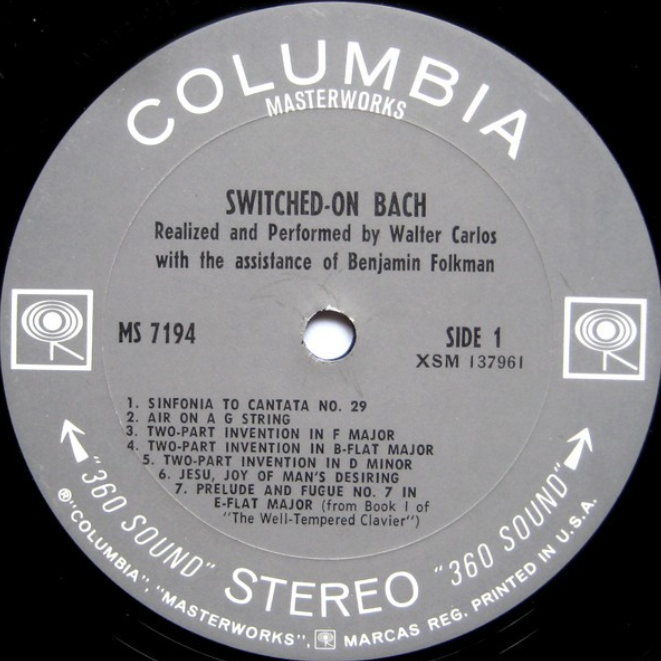 COLUMBIA
MASTERWORKS
SWITCHED-ON BACH
Realized and Performed by Walter Carlos
with the assistance of Benjamin Folkman
MS 7194
SIDE 1
XSM 137961
1. SINFONIA TO CANTATA NO. 29
2. AIR ON A G STRING
3. TWO-PART INVENTION IN F MAJOR
4. TWO-PART INVENTION IN B-FLAT MAJOR
5. TWO-PART INVENTION IN D MINOR
6. JESU, JOY OF MAN'S DESIRING
7. PRELUDE AND FUGUE NO. 7 IN
E-FLAT MAJOR (from Book I of
"The Well-Tempered Clavier")
"360 SOUND" STEREO "360 SOUND"
®"COLUMBIA", "MASTERWORKS", MARCAS REG. PRINTED IN U.S.A.